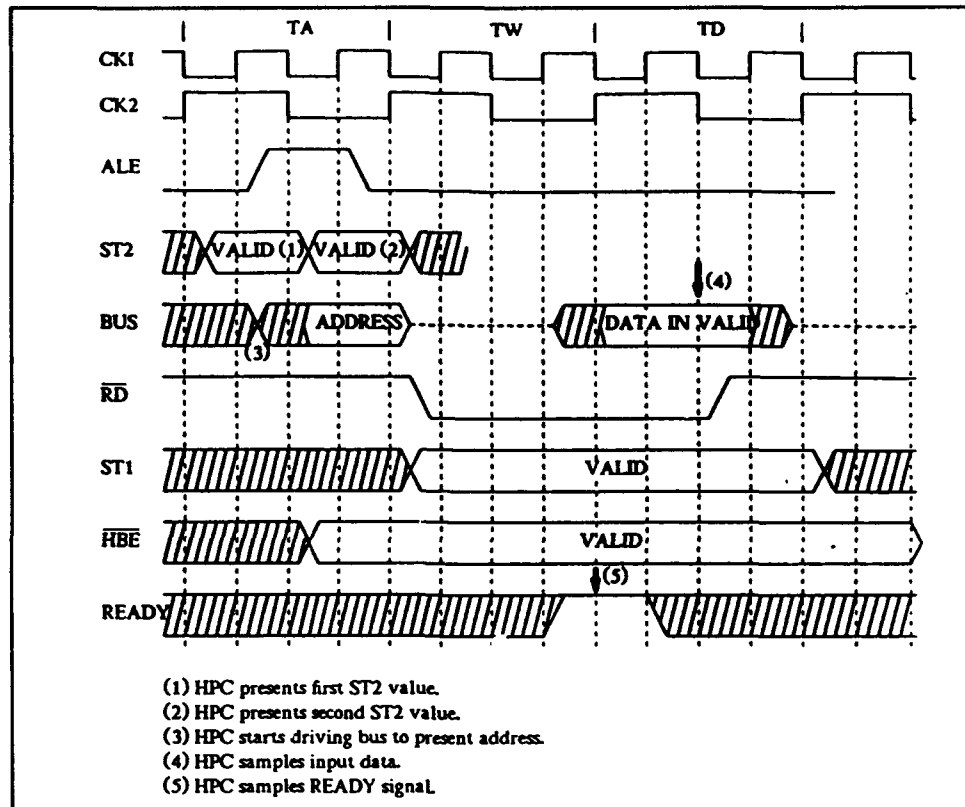 TA TW TD
CK1
CK2
ALE
ST2 VALID (1) VALID (2)
(4)
BUS ADDRESS DATA IN VALID
(3)
RD
ST1 VALID
HBE VALID
(5)
READY
(1) HPC presents first ST2 value.
(2) HPC presents second ST2 value.
(3) HPC starts driving bus to present address.
(4) HPC samples input data.
(5) HPC samples READY signal.